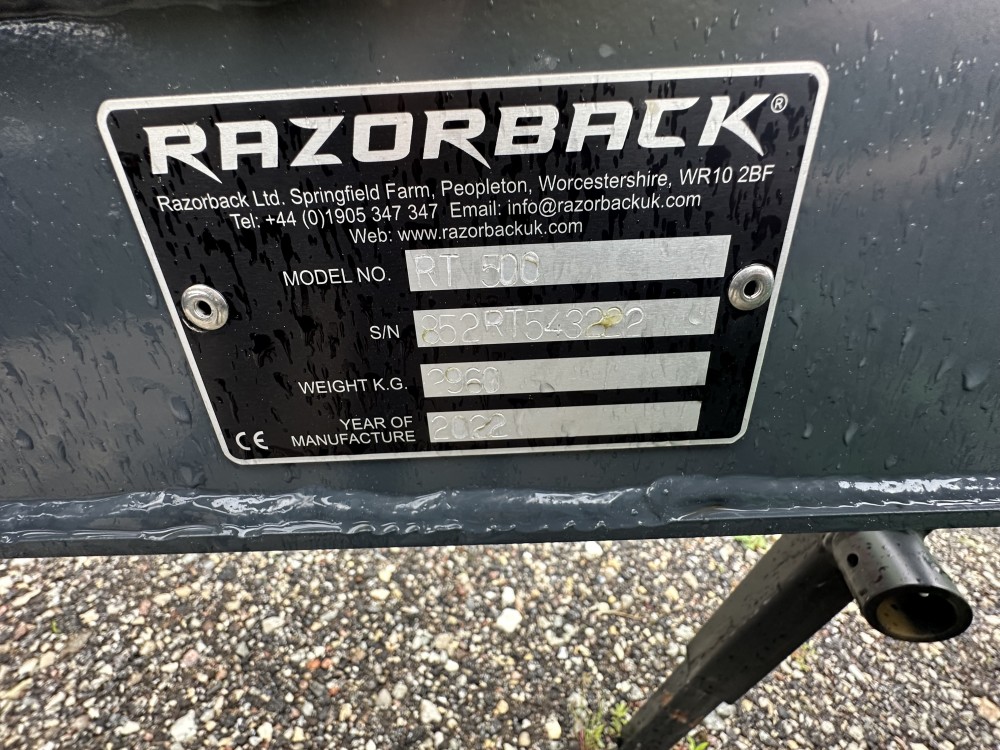 RAZORBACK®
Razorback Ltd. Springfield Farm, Peopleton, Worcestershire, WR10 2BF
Tel: +44 (0)1905 347 347 Email: info@razorbackuk.com
Web: www.razorbackuk.com
MODEL NO. RT 500
S/N 852RT543222
WEIGHT K.G.
YEAR OF
MANUFACTURE 2022
CE